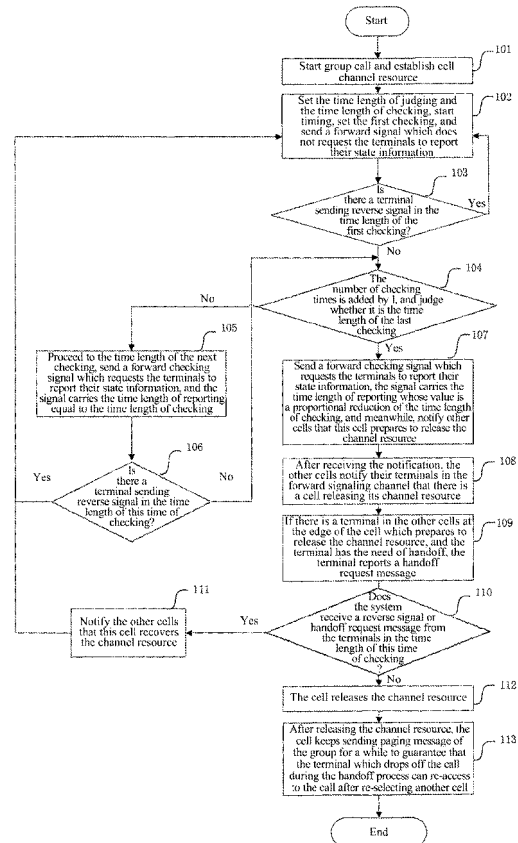 Start
101
Start group call and establish cell
channel resource
102
Set the time length of judging and
the time length of checking, start
timing, set the first checking, and
send a forward signal which does
not request the terminals to report
their state information
103
Is
there a terminal
sending
reverse signal in the
time length of the
first checking?
Yes
No
104
The
number of checking
times is added by 1, and judge
whether it is the time
length of the last
checking
No
Yes
105
Proceed to the time length of the next
checking, send a forward checking
signal which requests the terminals to
report their state information, and the
signal carries the time length of reporting
equal to the time length of checking
106
Is
there a
terminal sending
reverse signal in the time
length of this time of
checking?
Yes
No
107
Send a forward checking signal which
requests the terminals to report their
state information, the signal carries the
time length of reporting whose value is
a proportional reduction of the time length
of checking, and meanwhile, notify other
cells that this cell prepares to release the
channel resource
108
After receiving the notification, the
other cells notify their terminals in the
forward signaling channel that there is
a cell releasing its channel resource
109
If there is a terminal in the other cells at
the edge of the cell which prepares to
release the channel resource, and the
terminal has the need of handoff, the
terminal reports a handoff
request message
110
Does
the system
receive a reverse signal or
handoff request message from
the terminals in the time
length of this time
of checking
?
Yes
No
111
Notify the other cells
that this cell recovers
the channel resource
112
The cell releases the channel resource
113
After releasing the channel resource, the
cell keeps sending paging message of
the group for a while to guarantee that
the terminal which drops off the call
during the handoff process can re-access
to the call after re-selecting another cell
End